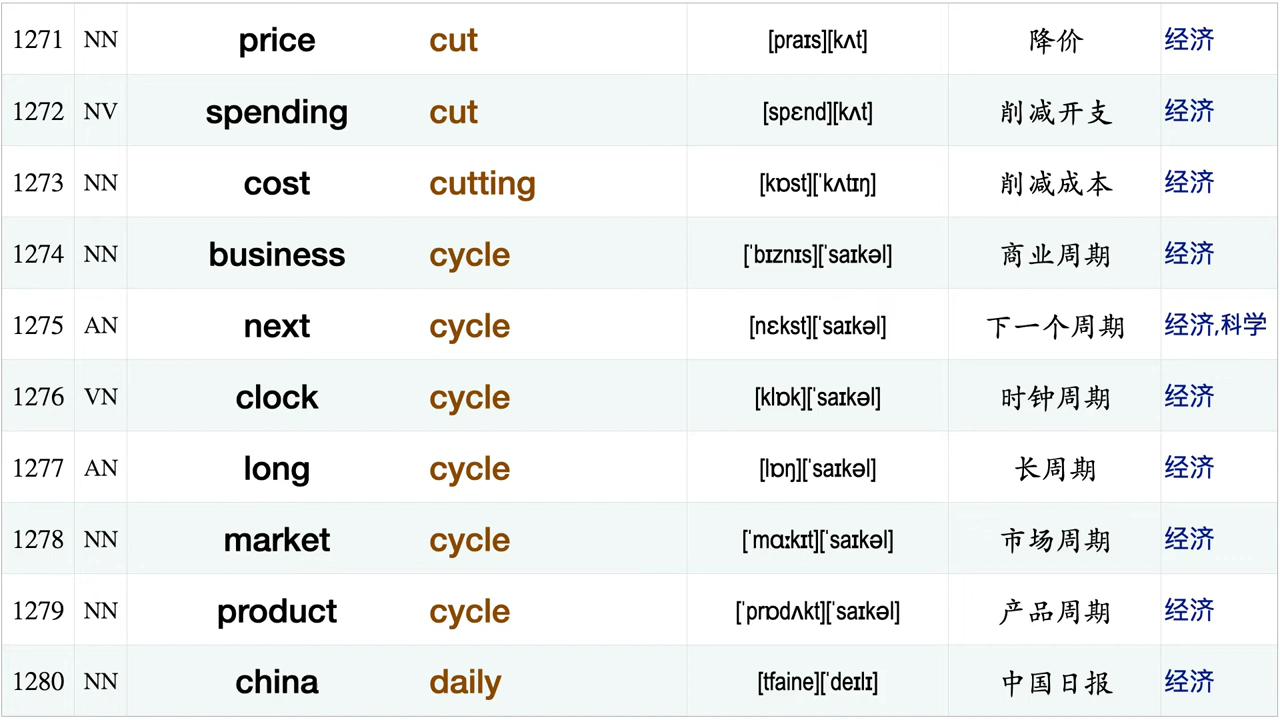 1271 NN price cut [praɪs][kʌt] 降价 经济
1272 NV spending cut [spɛnd][kʌt] 削减开支 经济
1273 NN cost cutting [kɒst][ˈkʌtɪŋ] 削减成本 经济
1274 NN business cycle [ˈbɪznɪs][ˈsaɪkəl] 商业周期 经济
1275 AN next cycle [nɛkst][ˈsaɪkəl] 下一个周期 经济,科学
1276 VN clock cycle [klɒk][ˈsaɪkəl] 时钟周期 经济
1277 AN long cycle [lɒŋ][ˈsaɪkəl] 长周期 经济
1278 NN market cycle [ˈmɑːkɪt][ˈsaɪkəl] 市场周期 经济
1279 NN product cycle [ˈprɒdʌkt][ˈsaɪkəl] 产品周期 经济
1280 NN china daily [tfaine][ˈdeɪlɪ] 中国日报 经济